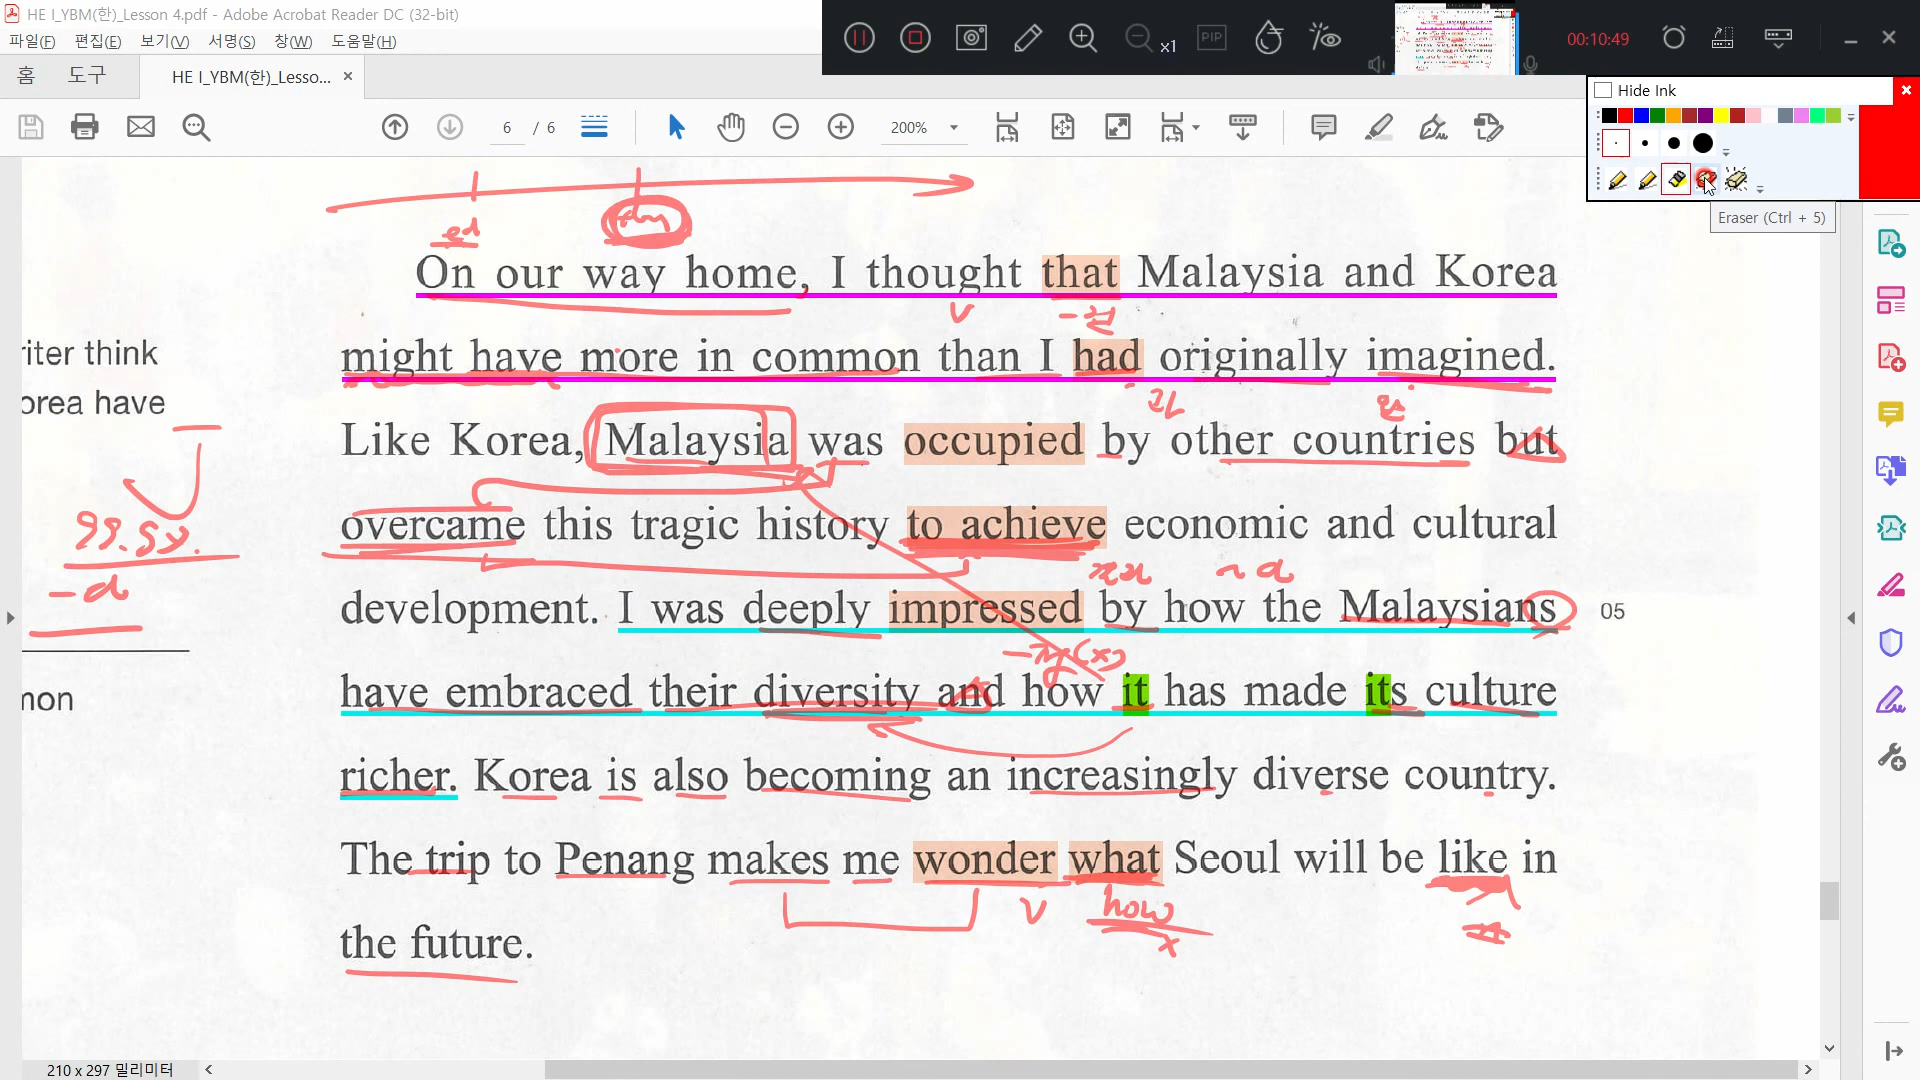 HE I_YBM(한)_Lesson 4.pdf - Adobe Acrobat Reader DC (32-bit)
파일(F) 편집(E) 보기(V) 서명(S) 창(W) 도움말(H)
x1
PIP
00:10:49
홈 도구 HE I_YBM(한)_Lesso...
Hide Ink
6 / 6
200%
Eraser (Ctrl + 5)
ed
On our way home, I thought that Malaysia and Korea
v
might have more in common than I had originally imagined.
Like Korea, Malaysia was occupied by other countries but
overcame this tragic history to achieve economic and cultural
development. I was deeply impressed by how the Malaysians
05
have embraced their diversity and how it has made its culture
richer. Korea is also becoming an increasingly diverse country.
The trip to Penang makes me wonder what Seoul will be like in
v how
x
the future.
riter think
orea have
99.5%.
mon
210 x 297 밀리미터